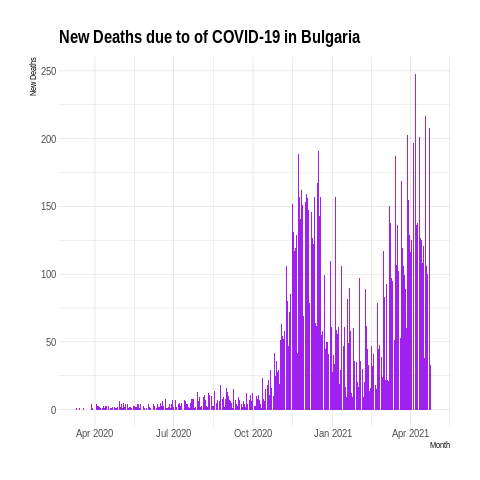 New Deaths due to of COVID-19 in Bulgaria
New Deaths
250
200
150
100
50
0
Apr 2020 Jul 2020 Oct 2020 Jan 2021 Apr 2021
Month